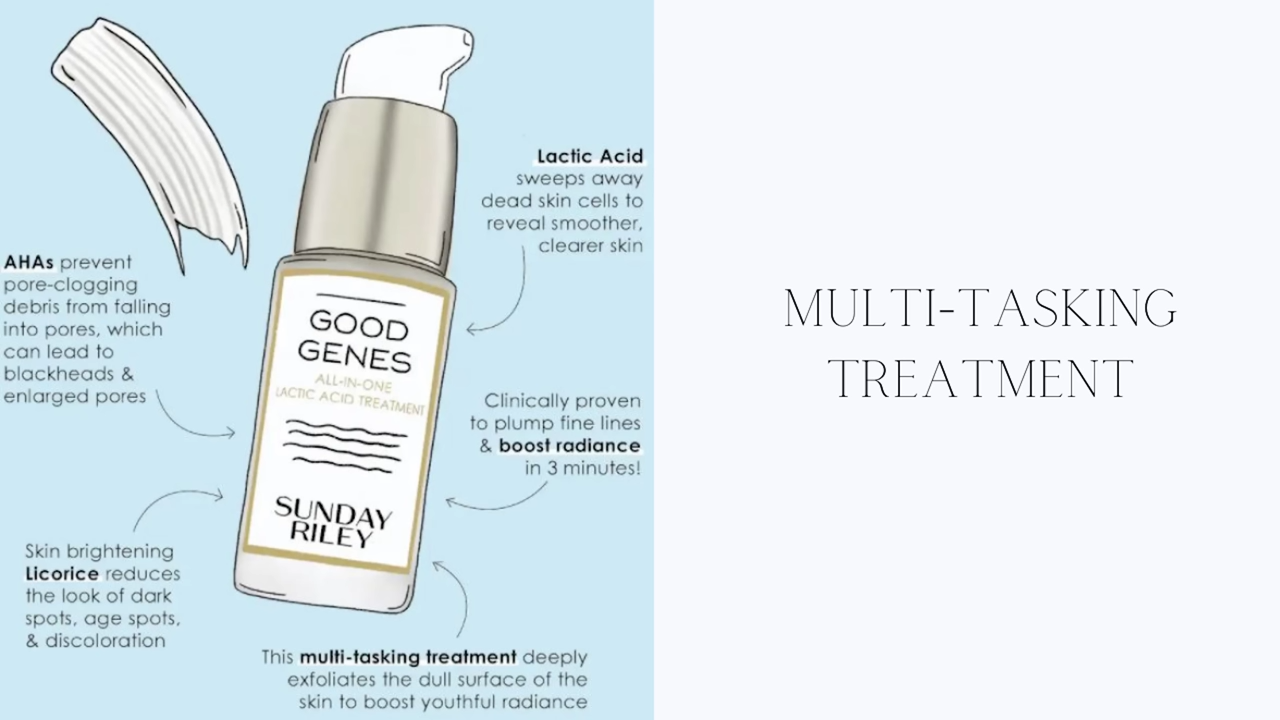 Lactic Acid
sweeps away
dead skin cells to
reveal smoother,
clearer skin
AHAs prevent
pore-clogging
debris from falling
into pores, which
can lead to
blackheads &
enlarged pores
GOOD
GENES
ALL-IN-ONE
LACTIC ACID TREATMENT
SUNDAY
RILEY
Clinically proven
to plump fine lines
& boost radiance
in 3 minutes!
Skin brightening
Licorice reduces
the look of dark
spots, age spots,
& discoloration
This multi-tasking treatment deeply
exfoliates the dull surface of the
skin to boost youthful radiance
MULTI-TASKING
TREATMENT